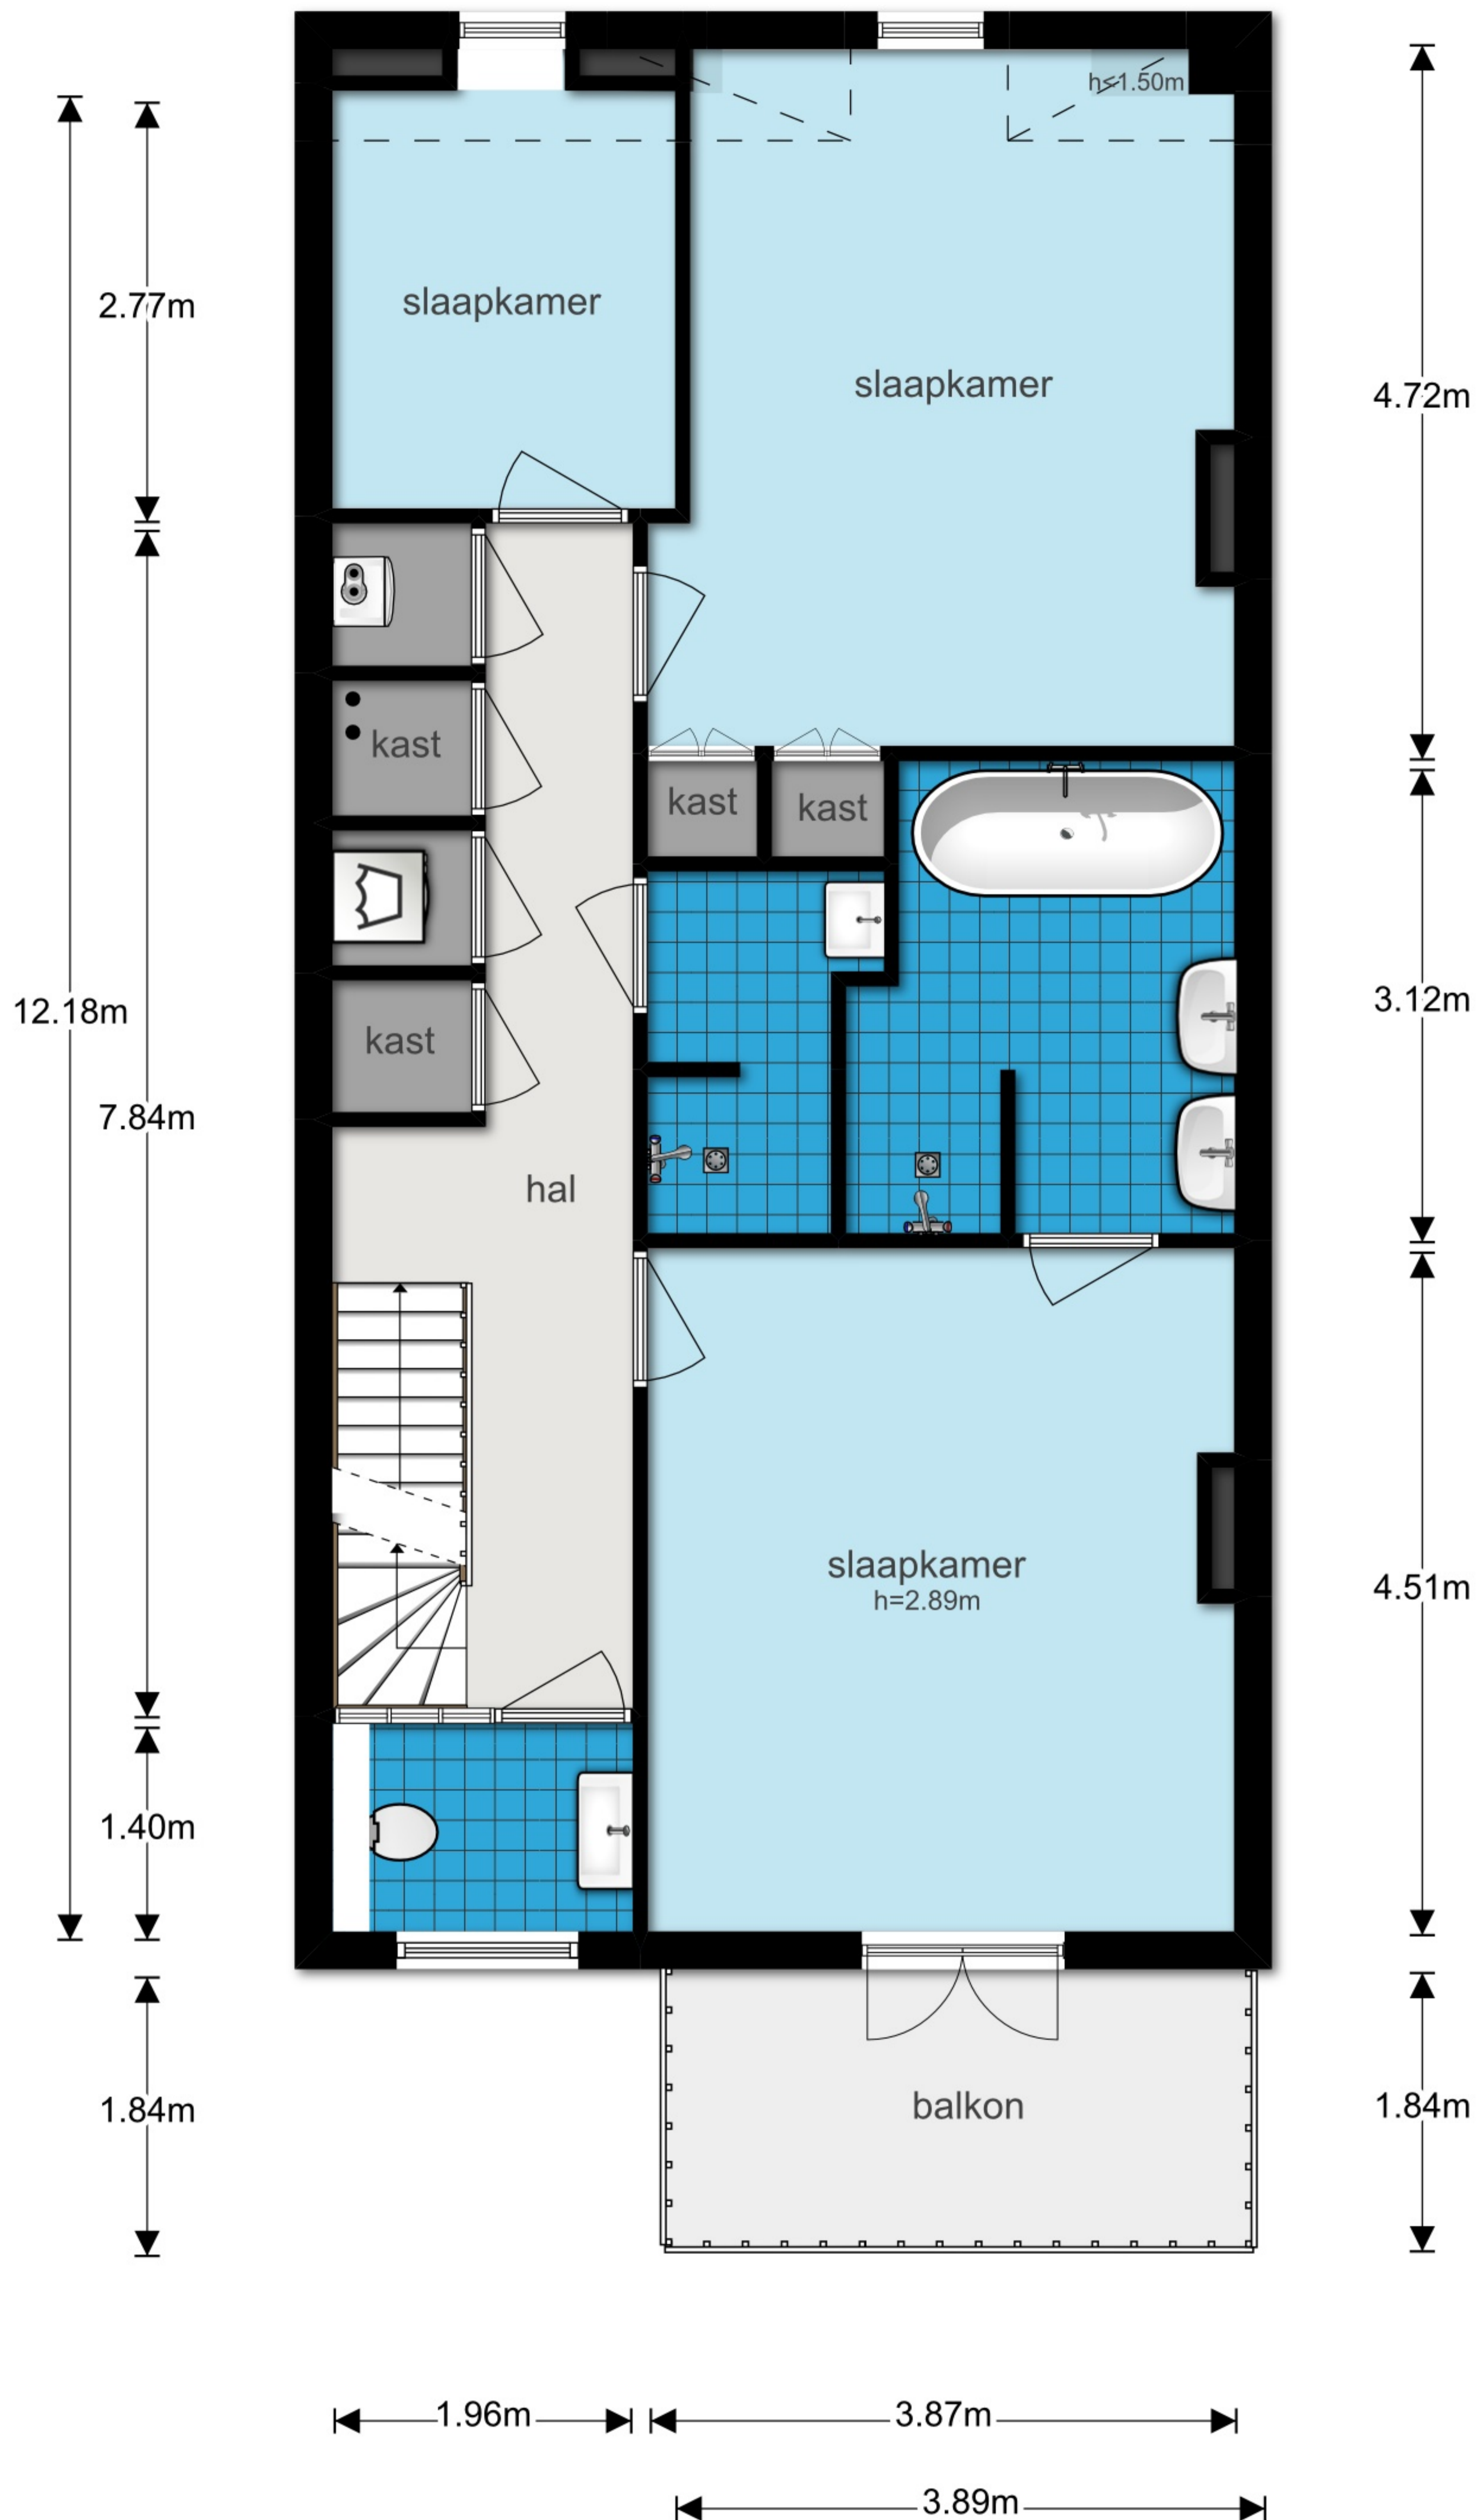 h≤1.50m
2.77m
slaapkamer
slaapkamer
4.72m
kast
kast
kast
12.18m
3.12m
kast
7.84m
hal
slaapkamer
h=2.89m
4.51m
1.40m
1.84m
balkon
1.84m
1.96m
3.87m
3.89m